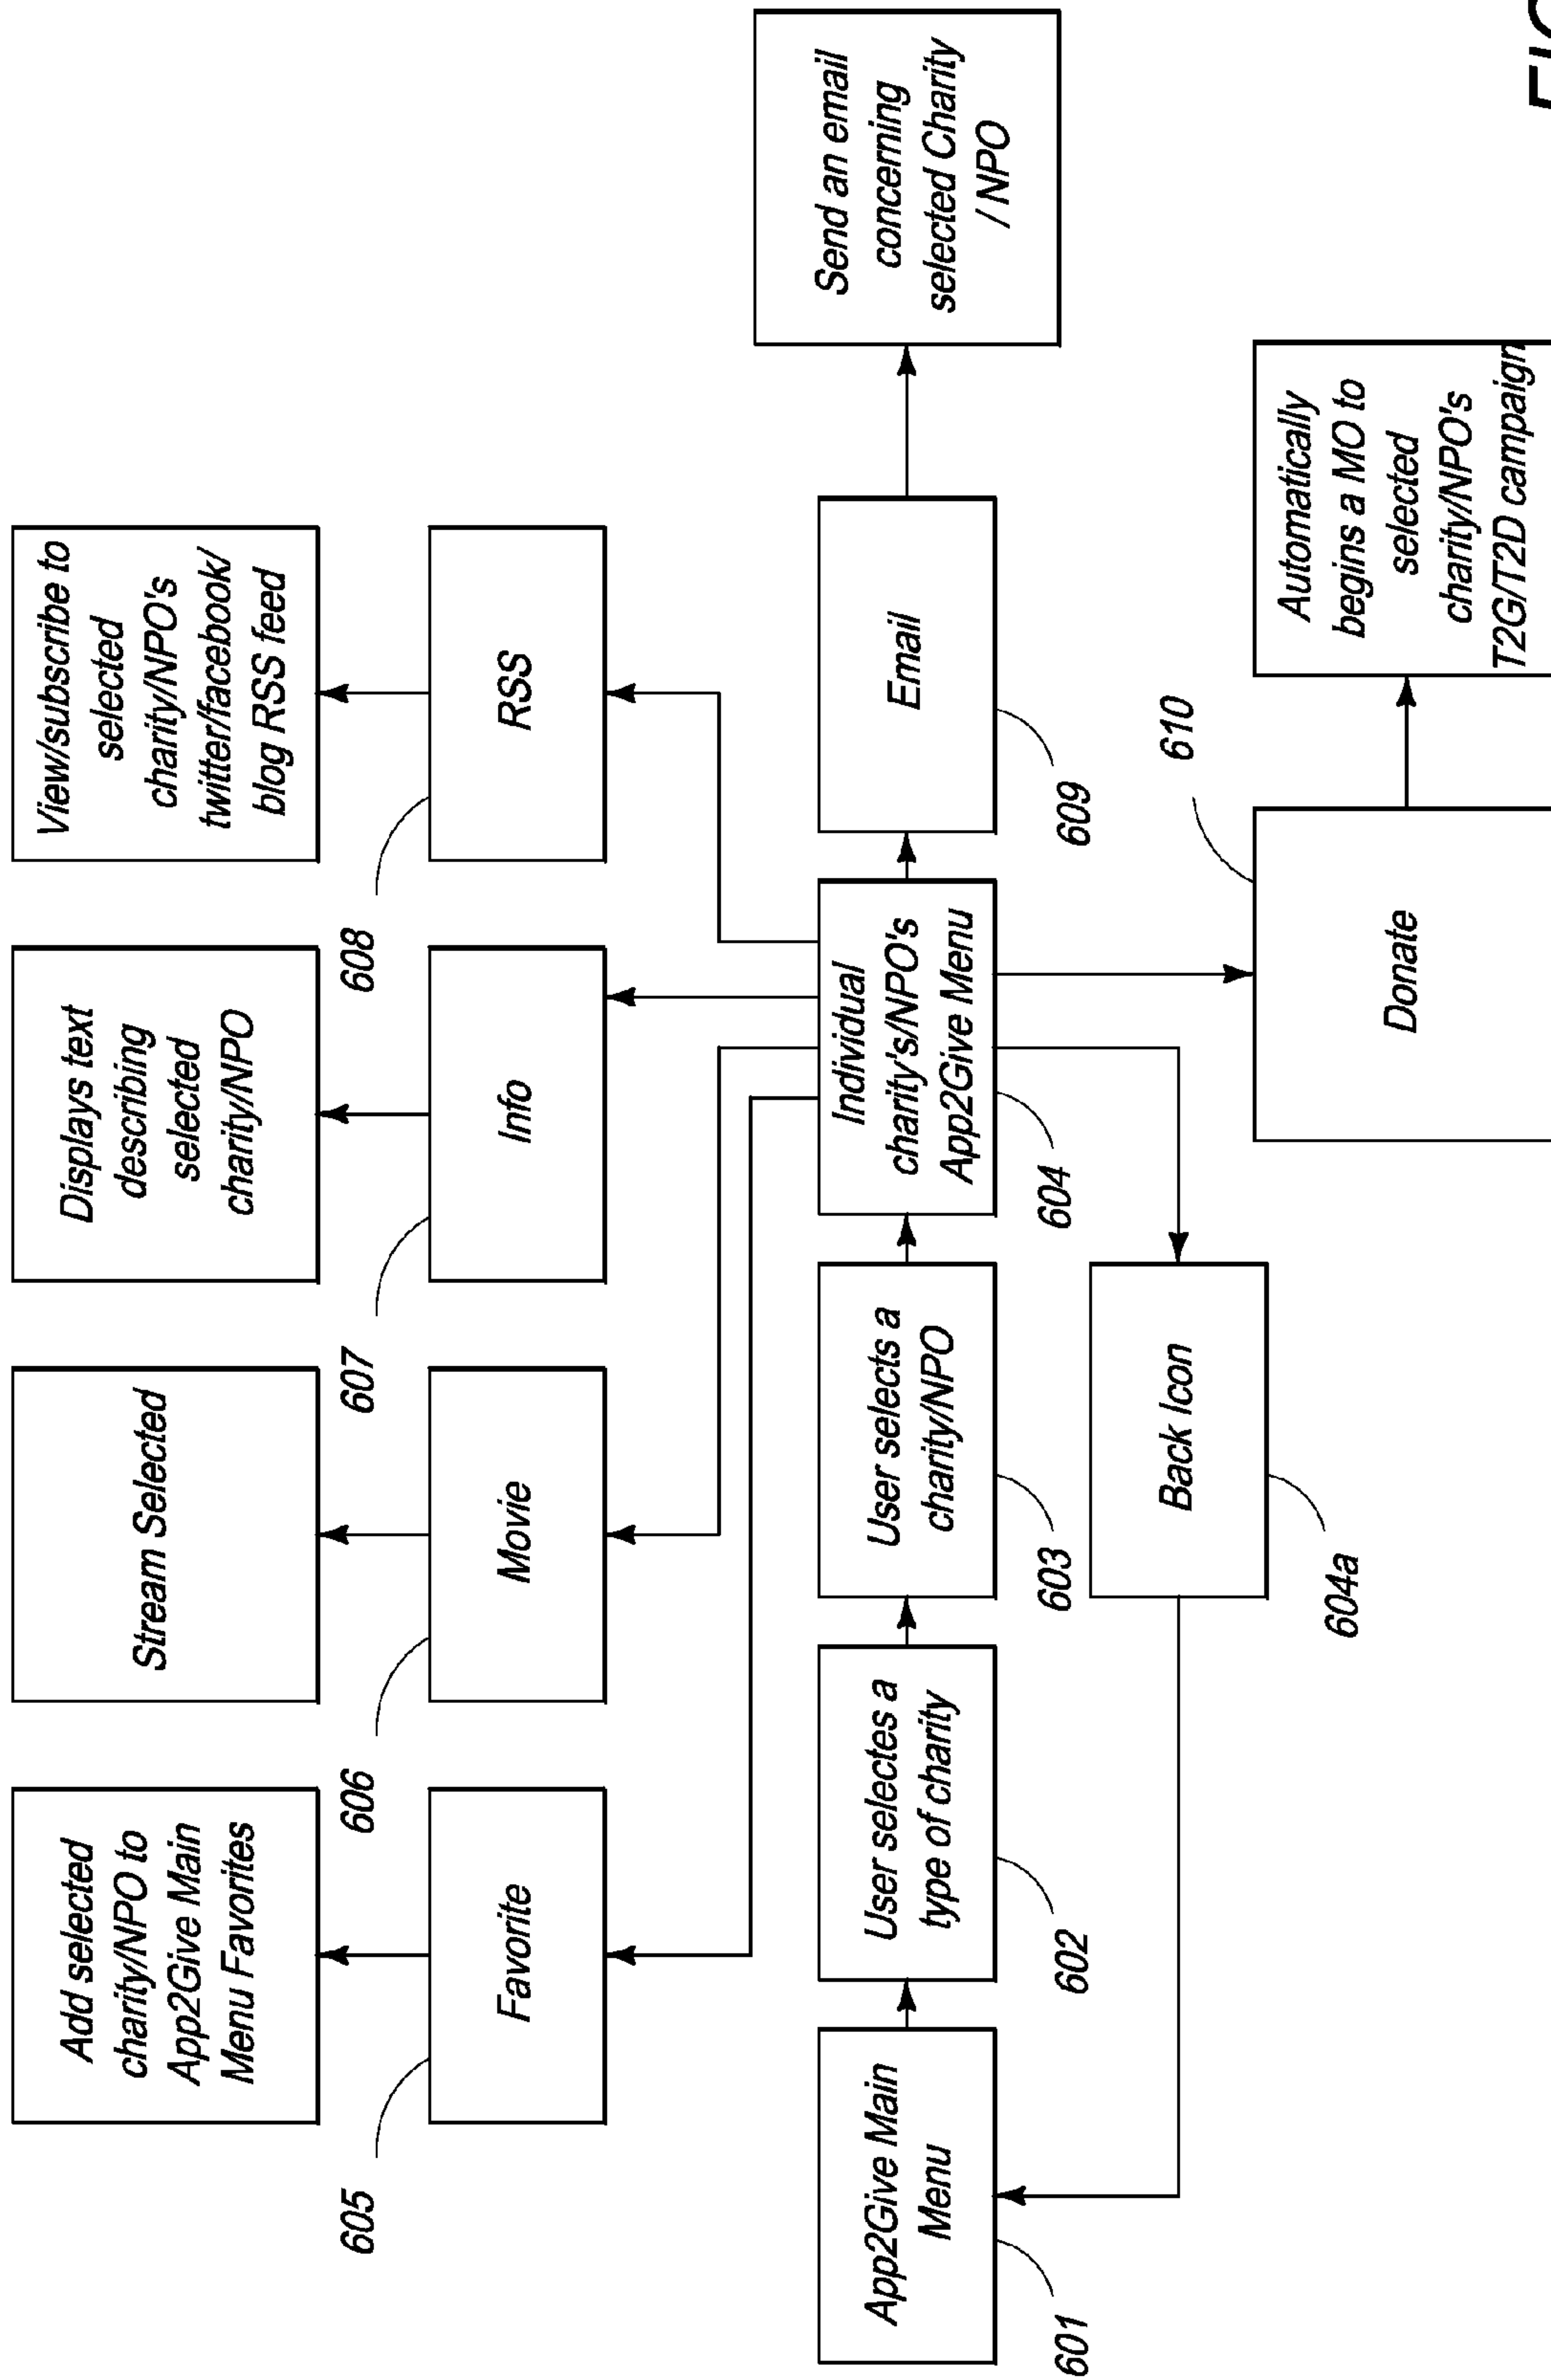 Add selected
charity/NPO to
App2Give Main
Menu Favorites
Stream Selected
Displays text
describing
selected
charity/NPO
View/subscribe to
selected
charity/NPO's
twitter/facebook/
blog RSS feed
605
Favorite
606
Movie
607
Info
608
RSS
App2Give Main
Menu
601
User selectes a
type of charity
602
User selects a
charity/NPO
603
Individual
charity's/NPO's
App2Give Menu
604
Email
609
Send an email
concerning
selected Charity
/ NPO
Back Icon
604a
610
Donate
Automatically
begins a MO to
selected
charity/NPO's
T2G/T2D campaign